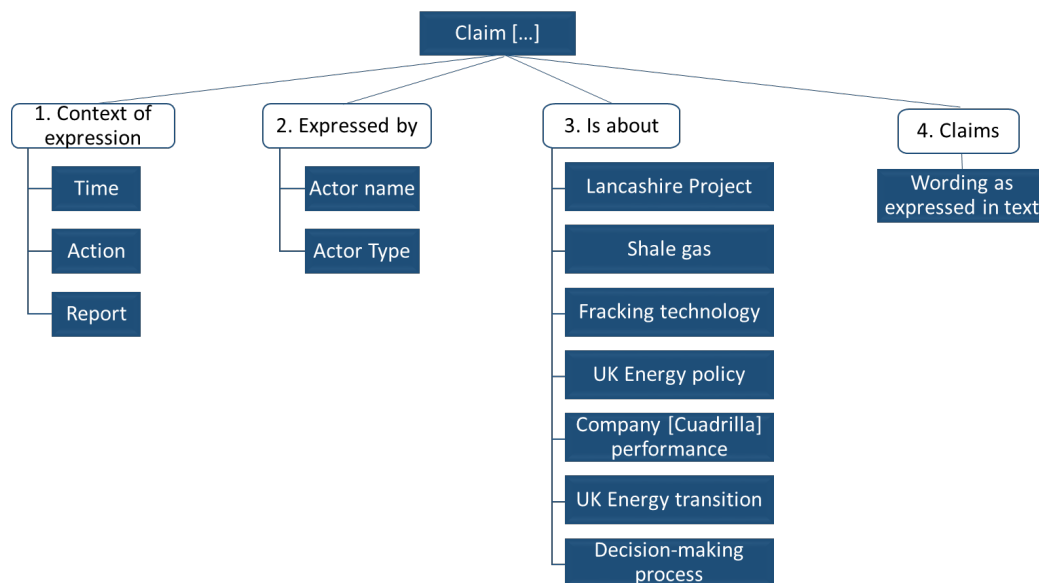 Claim […]
1. Context of
expression
Time
Action
Report
2. Expressed by
Actor name
Actor Type
3. Is about
Lancashire Project
Shale gas
Fracking technology
UK Energy policy
Company [Cuadrilla]
performance
UK Energy transition
Decision-making
process
4. Claims
Wording as
expressed in text